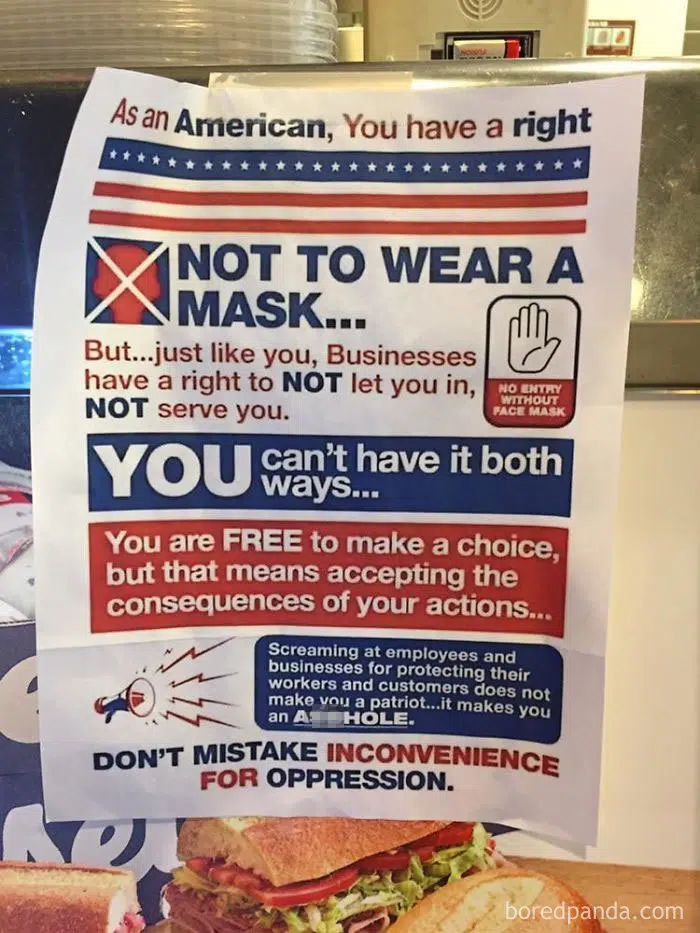 As an American, You have a right
NOT TO WEAR A
MASK...
But...just like you, Businesses
have a right to NOT let you in,
NOT serve you.
NO ENTRY
WITHOUT
FACE MASK
YOU can't have it both
ways...
You are FREE to make a choice,
but that means accepting the
consequences of your actions...
Screaming at employees and
businesses for protecting their
workers and customers does not
make you a patriot...it makes you
an A HOLE.
DON'T MISTAKE INCONVENIENCE
FOR OPPRESSION.
boredpanda.com